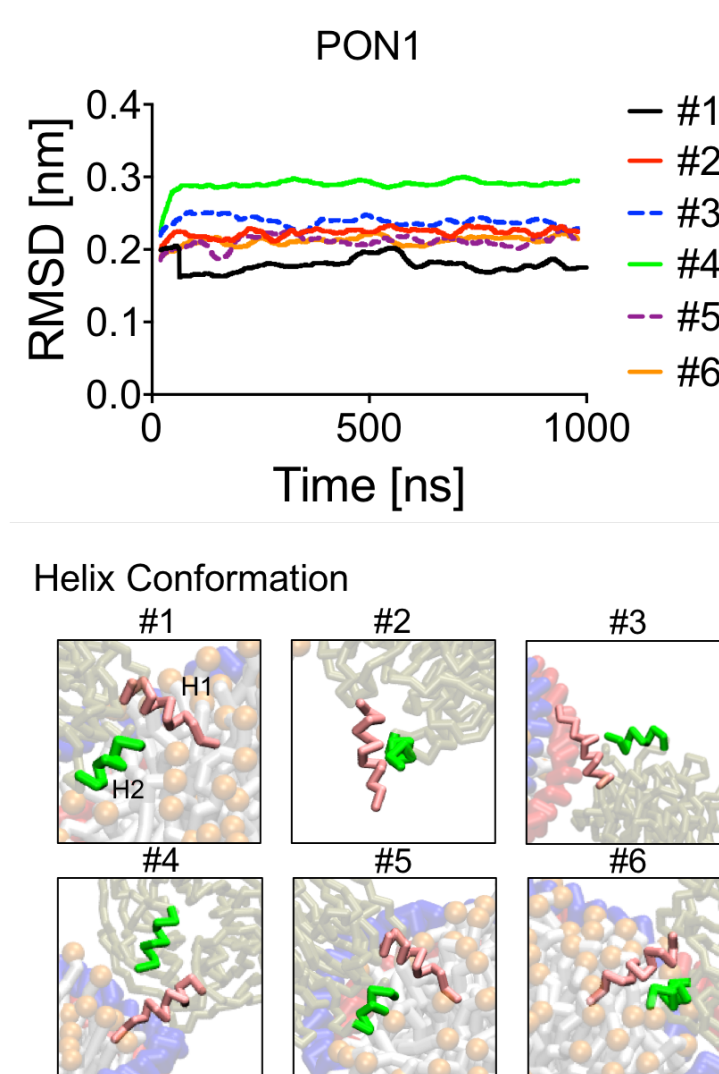 PON1
RMSD [nm]
0.4
0.3
0.2
0.1
0.0
0 500 1000
Time [ns]
#1
#2
#3
#4
#5
#6
Helix Conformation
#1 #2 #3
H1
H2
#4 #5 #6